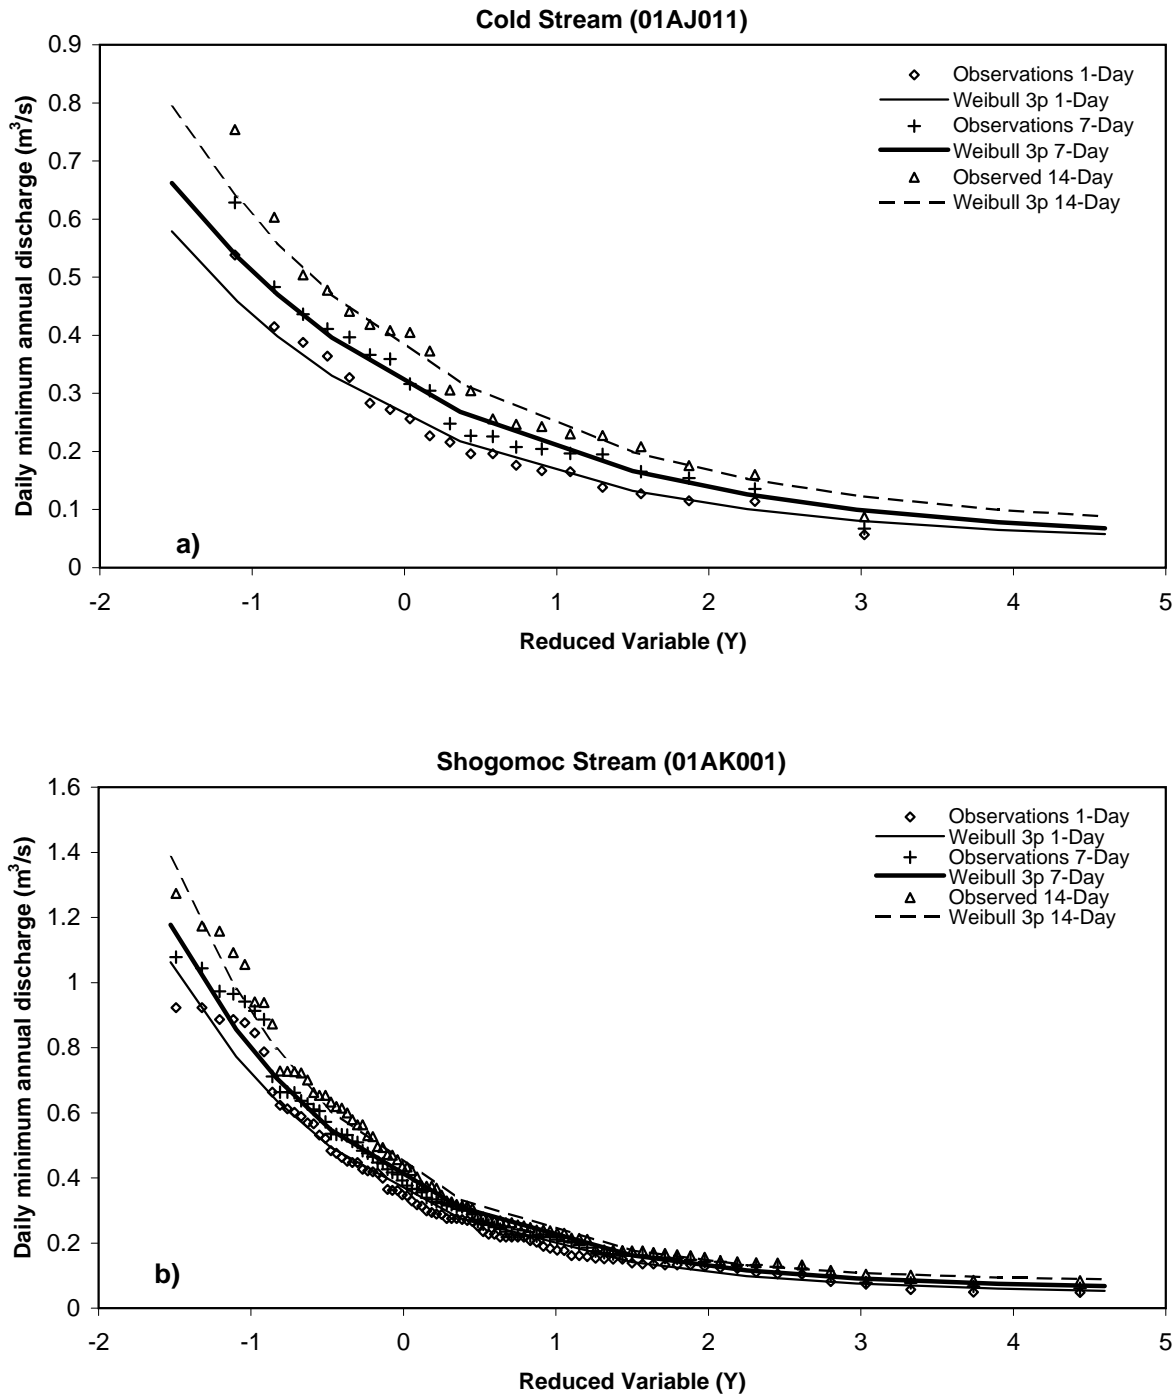 Cold Stream (01AJ011)
Daily minimum annual discharge (m³/s)
0.9
0.8
0.7
0.6
0.5
0.4
0.3
0.2
0.1
0
Observations 1-Day
Weibull 3p 1-Day
Observations 7-Day
Weibull 3p 7-Day
Observed 14-Day
Weibull 3p 14-Day
a)
-2 -1 0 1 2 3 4 5
Reduced Variable (Y)
Shogomoc Stream (01AK001)
Daily minimum annual discharge (m³/s)
1.6
1.4
1.2
1
0.8
0.6
0.4
0.2
0
Observations 1-Day
Weibull 3p 1-Day
Observations 7-Day
Weibull 3p 7-Day
Observed 14-Day
Weibull 3p 14-Day
b)
-2 -1 0 1 2 3 4 5
Reduced Variable (Y)